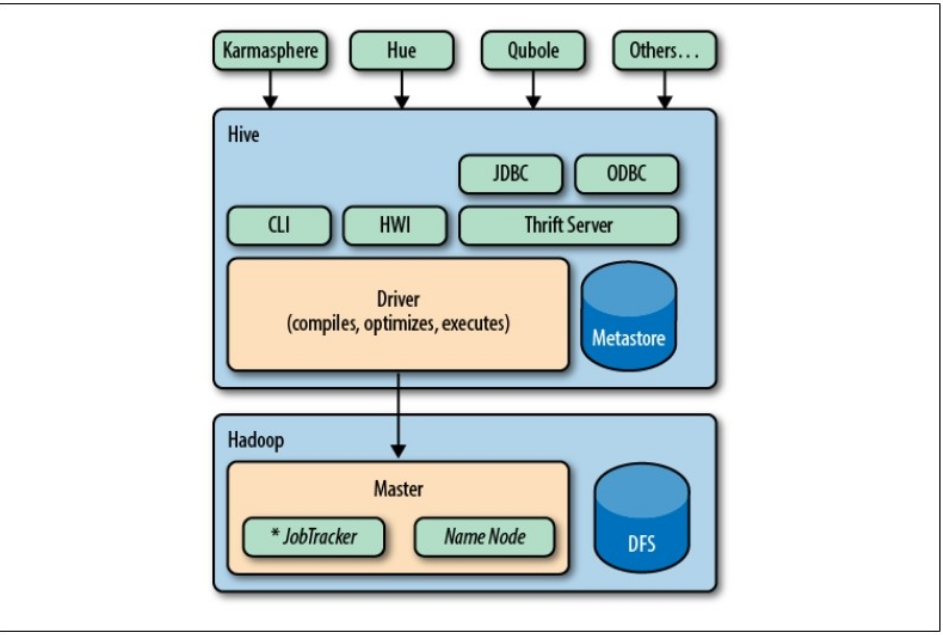 Karmasphere
Hue
Qubole
Others...
Hive
JDBC
ODBC
CLI
HWI
Thrift Server
Driver
(compiles, optimizes, executes)
Metastore
Hadoop
Master
* JobTracker
Name Node
DFS